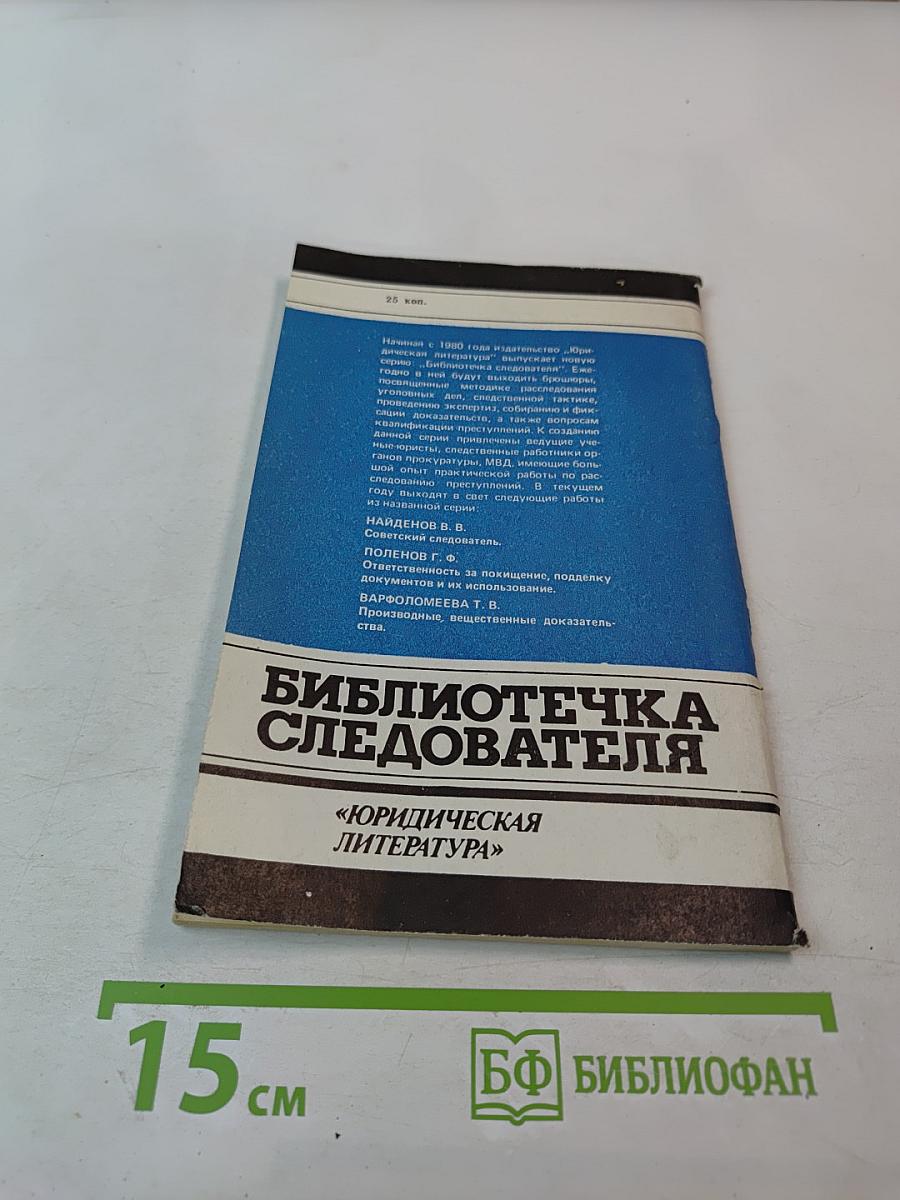 25 коп.
Начиная с 1980 года издательство „Юри-
дическая литература" выпускает новую
серию: „Библиотечка следователя". Еже-
годно в ней будут выходить брошюры,
посвященные методике расследования
уголовных дел, следственной тактике,
проведению экспертиз, собиранию и фик-
сации доказательств, а также вопросам
квалификации преступлений. К созданию
данной серии привлечены ведущие уче-
ные-юристы, следственные работники ор-
ганов прокуратуры, МВД, имеющие боль-
шой опыт практической работы по рас-
следованию преступлений. В текущем
году выходят в свет следующие работы
из названной серии:
НАЙДЕНОВ В. В.
Советский следователь.
ПОЛЕНОВ Г. Ф.
Ответственность за похищение, подделку
документов и их использование.
ВАРФОЛОМЕЕВА Т. В.
Производные, вещественные доказатель-
ства.
БИБЛИОТЕЧКА
СЛЕДОВАТЕЛЯ
«ЮРИДИЧЕСКАЯ
ЛИТЕРАТУРА»
15 см
БФ БИБЛИОФАН